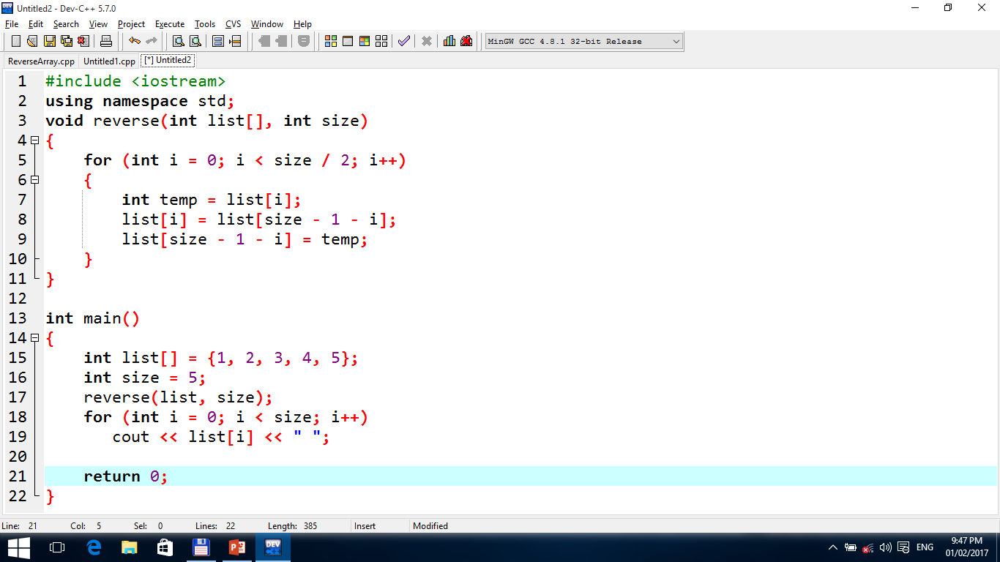 Untitled2 - Dev-C++ 5.7.0
File Edit Search View Project Execute Tools CVS Window Help
MinGW GCC 4.8.1 32-bit Release
ReverseArray.cpp Untitled1.cpp [*] Untitled2
1 #include <iostream>
2 using namespace std;
3 void reverse(int list[], int size)
4 {
5     for (int i = 0; i < size / 2; i++)
6     {
7         int temp = list[i];
8         list[i] = list[size - 1 - i];
9         list[size - 1 - i] = temp;
10     }
11 }
12
13 int main()
14 {
15     int list[] = {1, 2, 3, 4, 5};
16     int size = 5;
17     reverse(list, size);
18     for (int i = 0; i < size; i++)
19        cout << list[i] << " ";
20
21     return 0;
22 }
Line: 21 Col: 5 Sel: 0 Lines: 22 Length: 385 Insert Modified
DEV C++
ENG
9:47 PM
01/02/2017